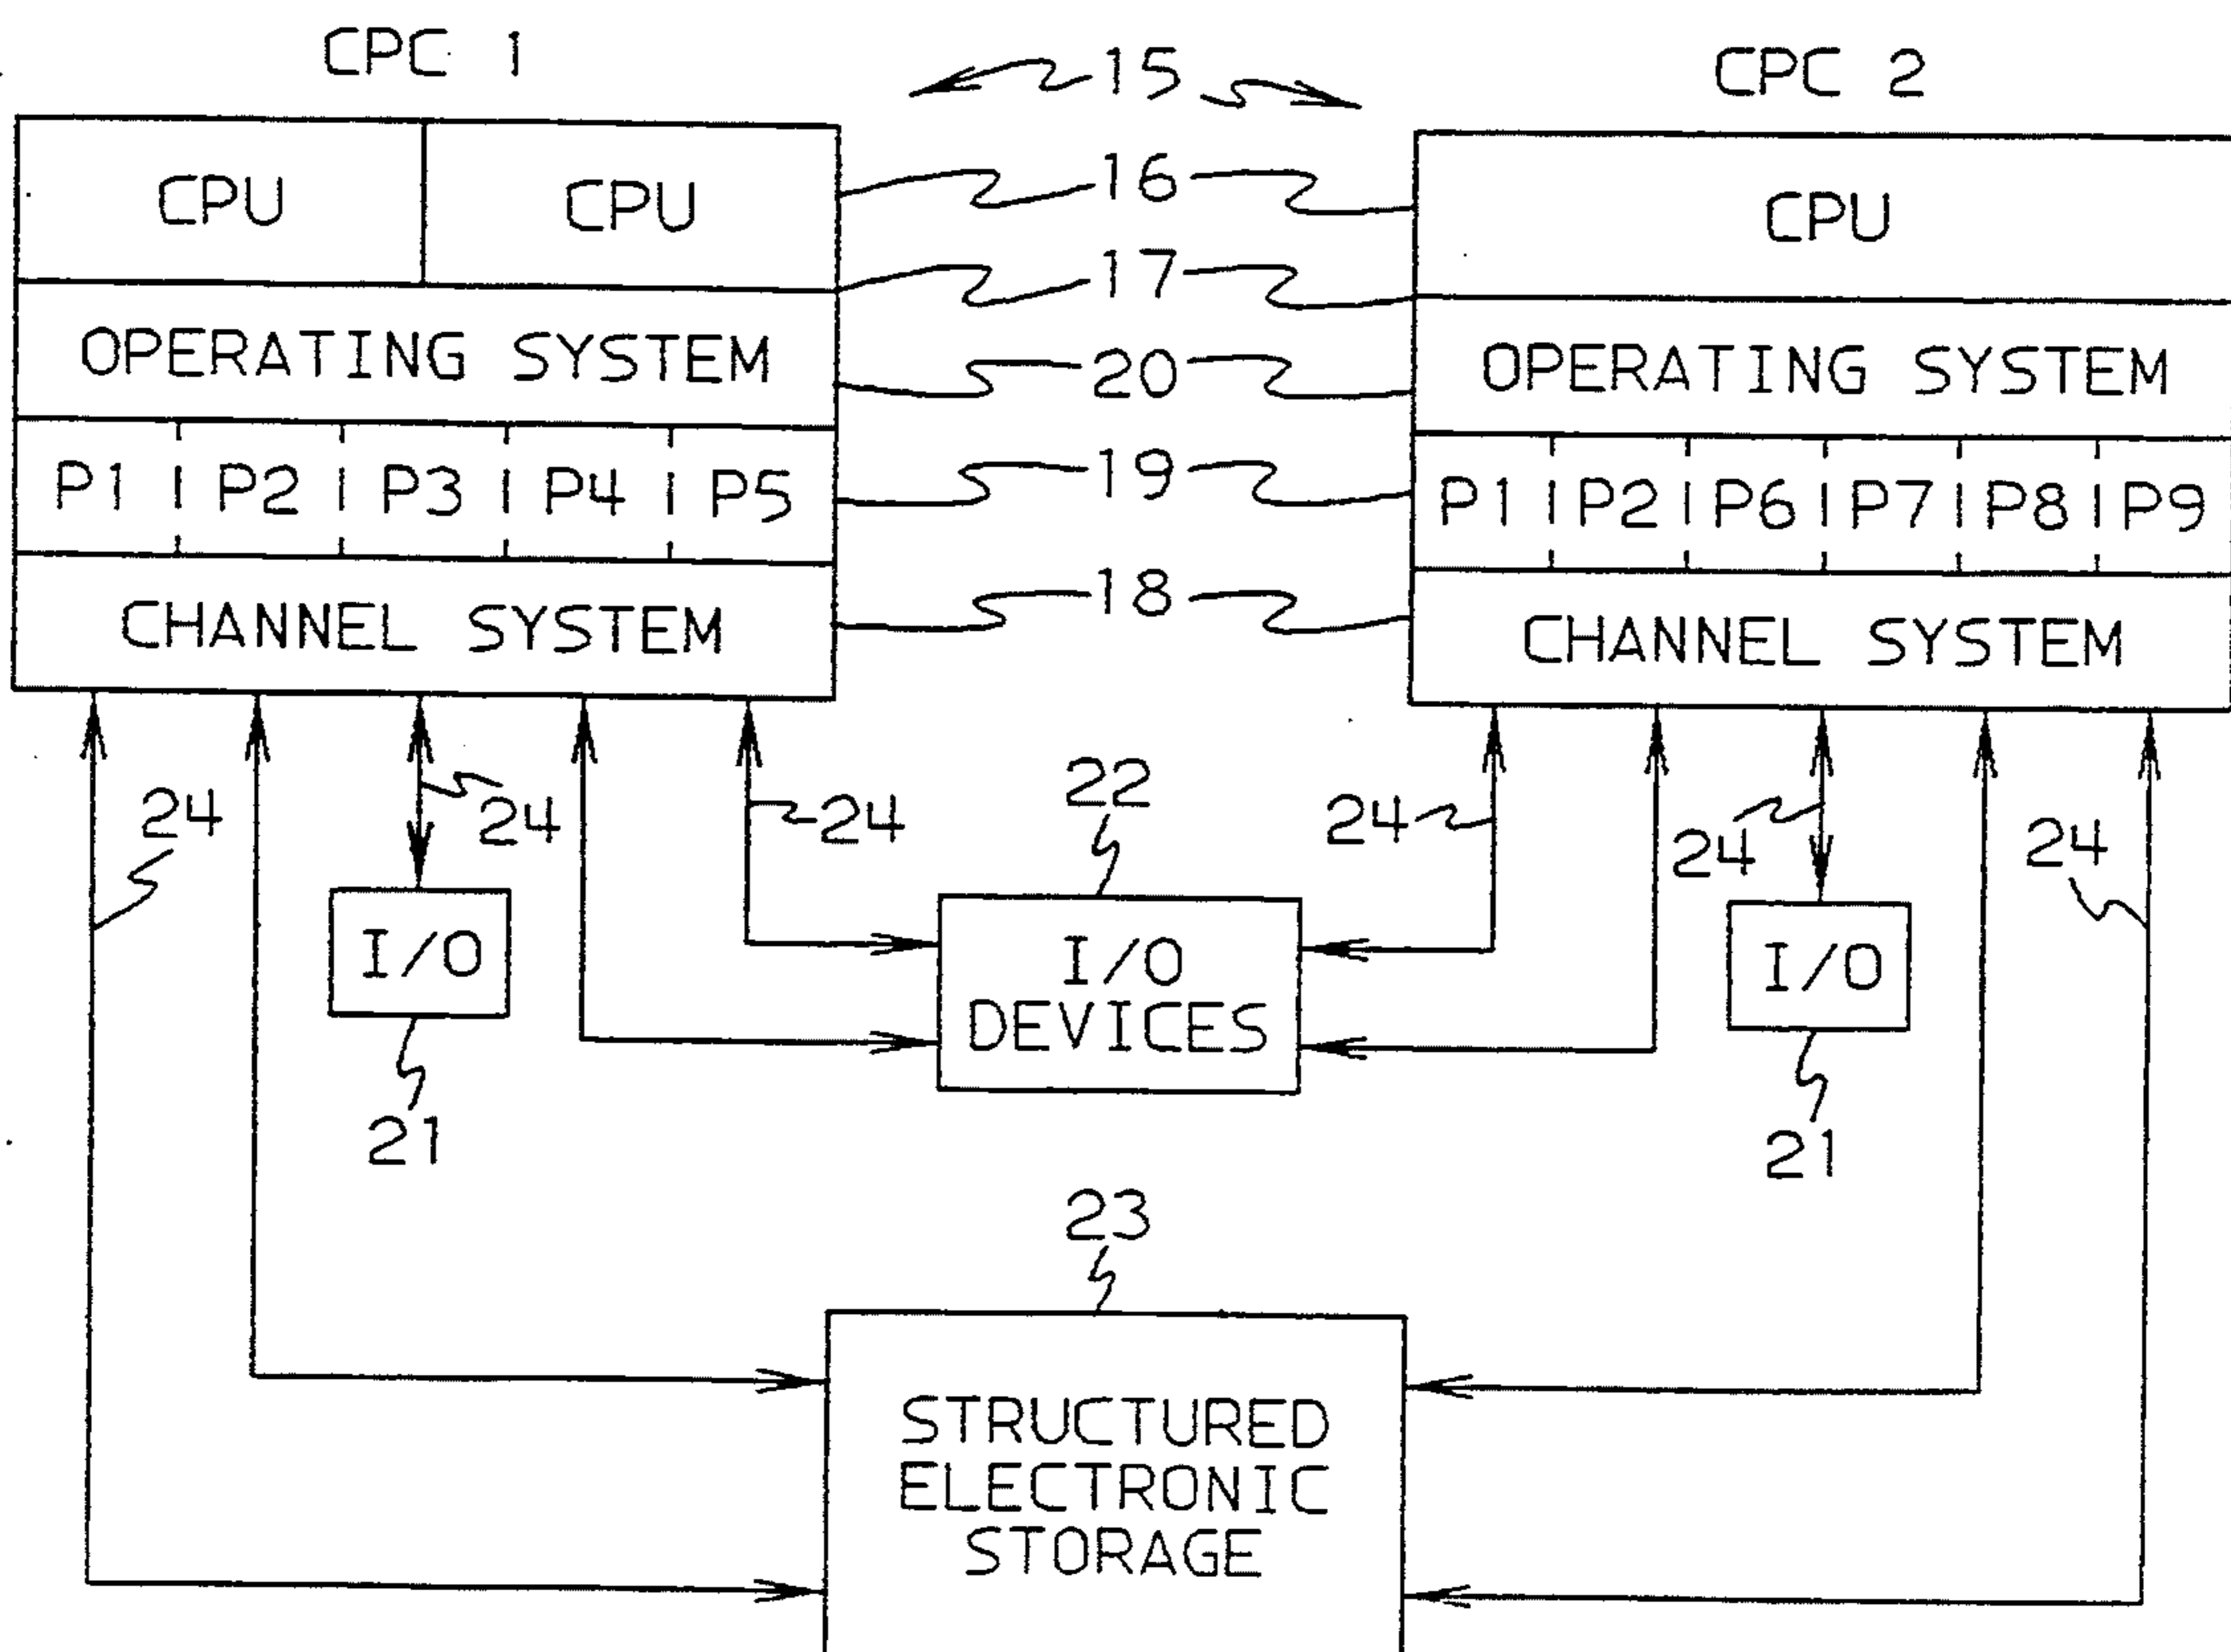 CPC 1
15
CPC 2
CPU
CPU
16
CPU
17
OPERATING SYSTEM
20
OPERATING SYSTEM
P1 P2 P3 P4 P5
19
P1 P2 P6 P7 P8 P9
18
CHANNEL SYSTEM
CHANNEL SYSTEM
24
24
24
22
24
24
24
I/O
I/O
DEVICES
I/O
21
21
23
STRUCTURED
ELECTRONIC
STORAGE